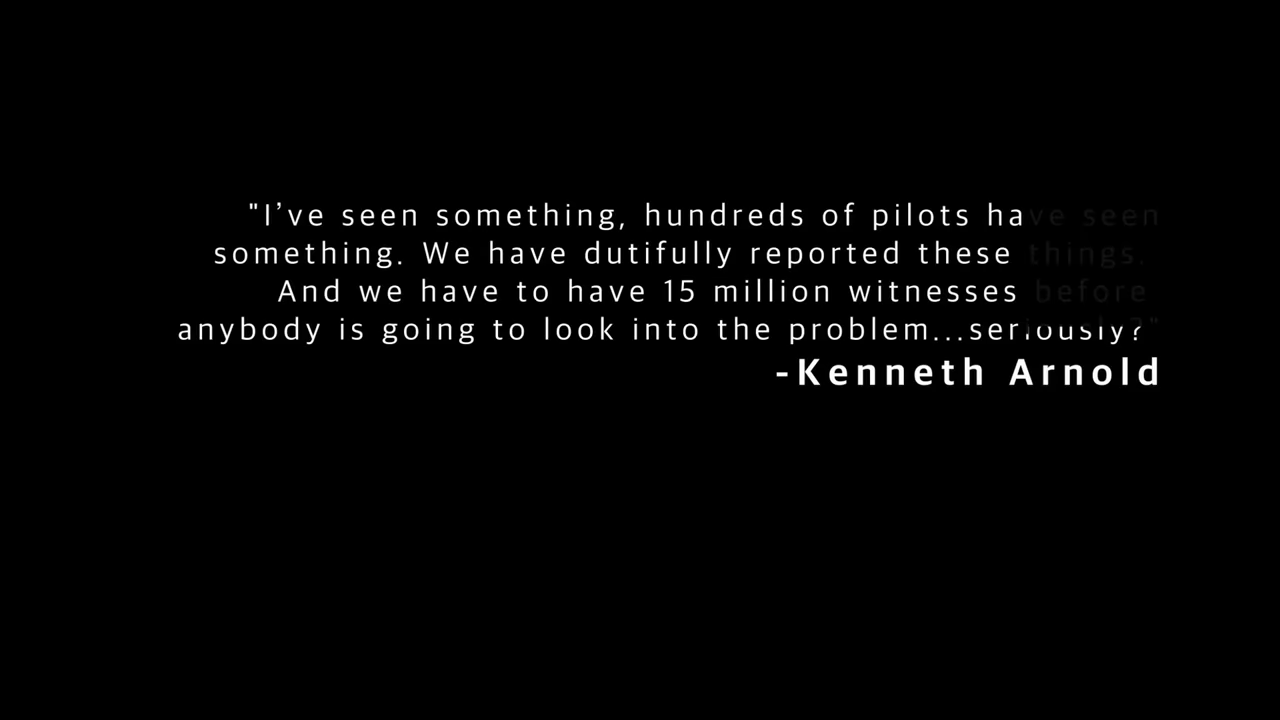 "I’ve seen something, hundreds of pilots have seen
something. We have dutifully reported these things.
And we have to have 15 million witnesses before
anybody is going to look into the problem...seriously?"
-Kenneth Arnold